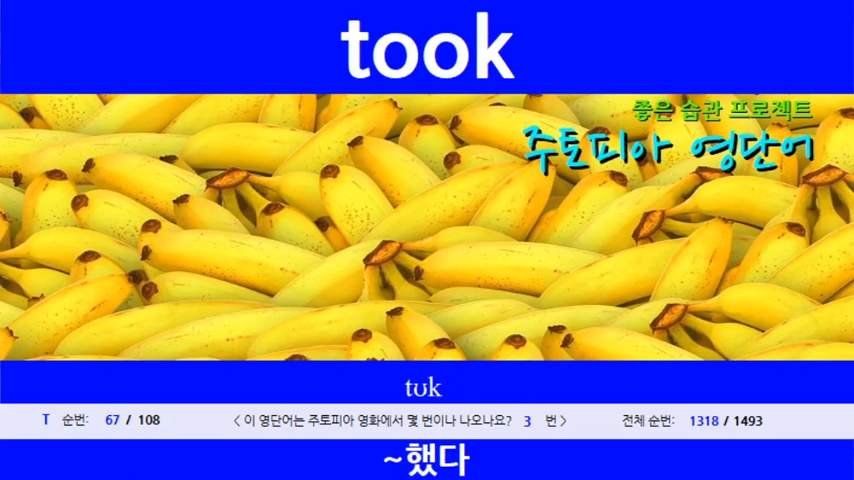 took
좋은 습관 프로젝트
주토피아 영단어
tʊk
T 순번: 67 / 108 < 이 영단어는 주토피아 영화에서 몇 번이나 나오나요? 3 번 > 전체 순번: 1318 / 1493
~했다